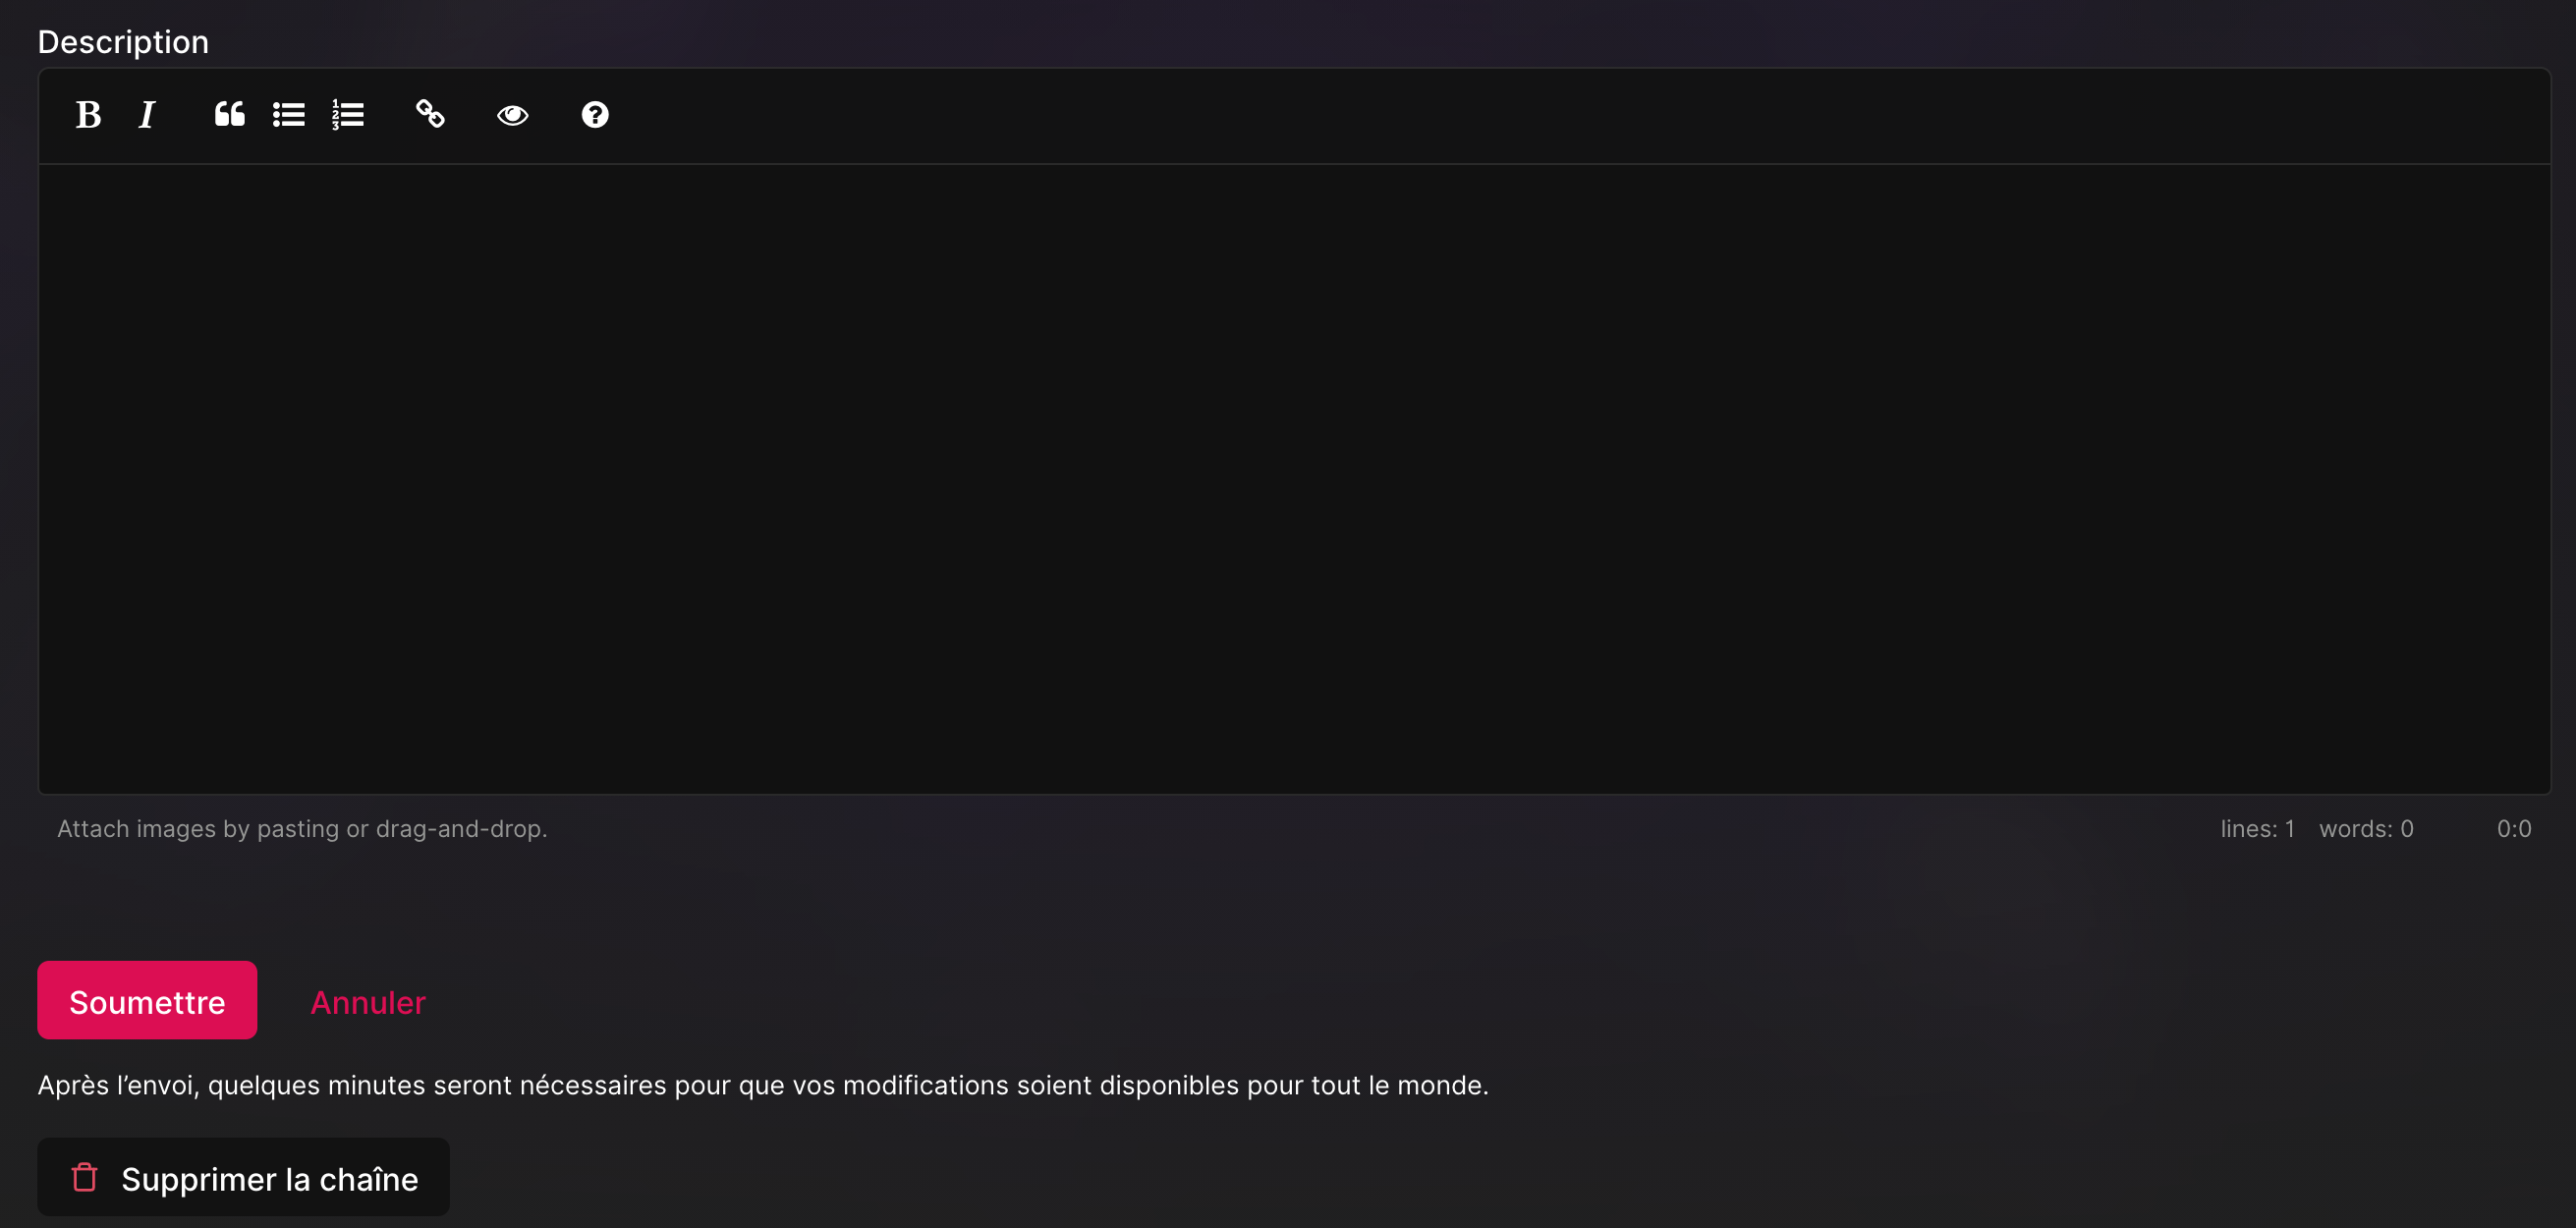 Description
B I
Attach images by pasting or drag-and-drop.
lines: 1 words: 0 0:0
Soumettre Annuler
Après l’envoi, quelques minutes seront nécessaires pour que vos modifications soient disponibles pour tout le monde.
Supprimer la chaîne